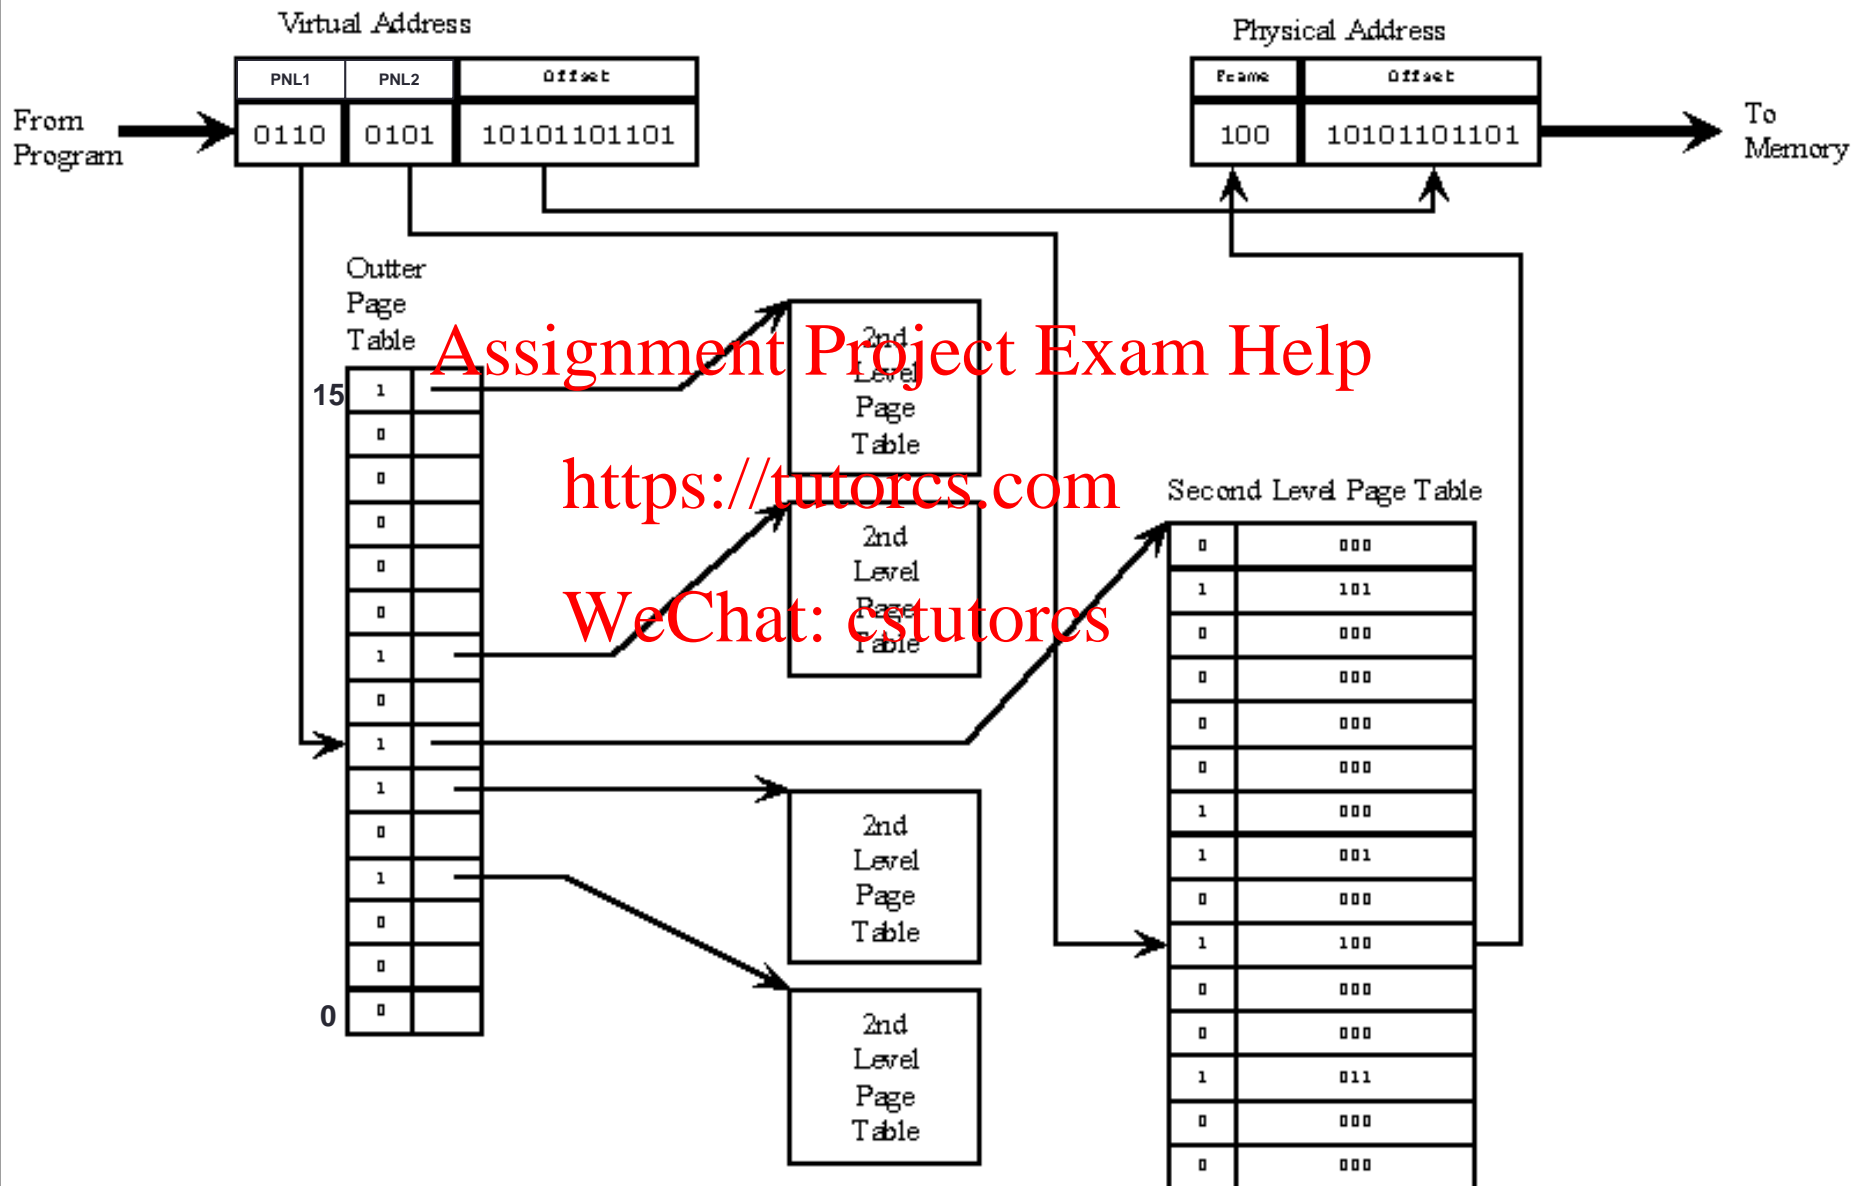 Virtual Address
Physical Address
PNL1 PNL2 Offset
Frame Offset
From
Program
0110 0101 10101101101
100 10101101101
To
Memory
Outter
Page
Table
15
1
0
0
0
0
0
1
0
1
1
0
1
0
0
0
0
2nd
Level
Page
Table
2nd
Level
Page
Table
2nd
Level
Page
Table
2nd
Level
Page
Table
Second Level Page Table
0 000
1 101
0 000
0 000
0 000
0 000
1 000
1 001
0 000
1 100
0 000
0 000
1 011
0 000
0 000
Assignment Project Exam Help
https://tutorcs.com
WeChat: cstutorcs